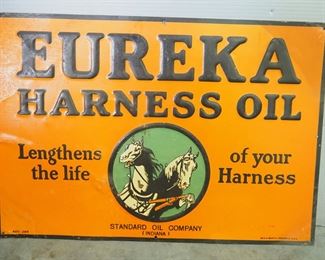 EUREKA
HARNESS OIL
Lengthens
the life
of your
Harness
STANDARD OIL COMPANY
(INDIANA)